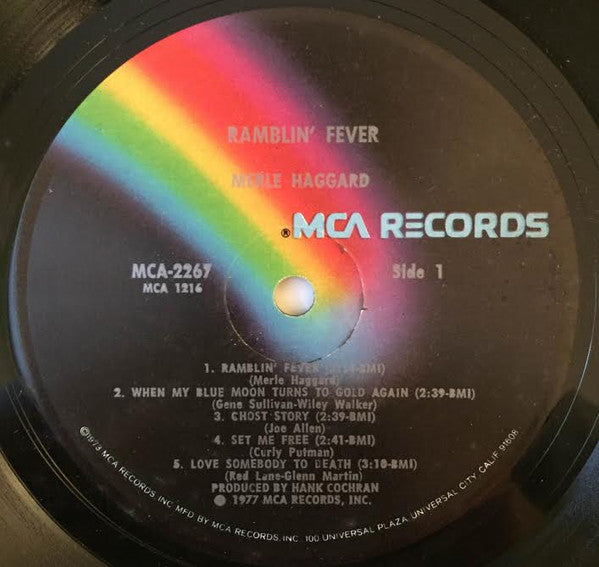 RAMBLIN' FEVER
MERLE HAGGARD
®MCA RECORDS
MCA-2267
MCA 1216
Side 1
1. RAMBLIN' FEVER -BMI)
(Merle Haggard)
2. WHEN MY BLUE MOON TURNS TO GOLD AGAIN (2:39-BMI)
(Gene Sullivan-Wiley Walker)
3. GHOST STORY (2:39-BMI)
(Joe Allen)
4. SET ME FREE (2:41-BMI)
(Curly Putman)
5. LOVE SOMEBODY TO DEATH (3:10-BMI)
(Red Lane-Glenn Martin)
PRODUCED BY HANK COCHRAN
℗ 1977 MCA RECORDS, INC.
©1973 MCA RECORDS INC MFD. BY MCA RECORDS, INC. 100 UNIVERSAL PLAZA, UNIVERSAL CITY, CALIF. 91608